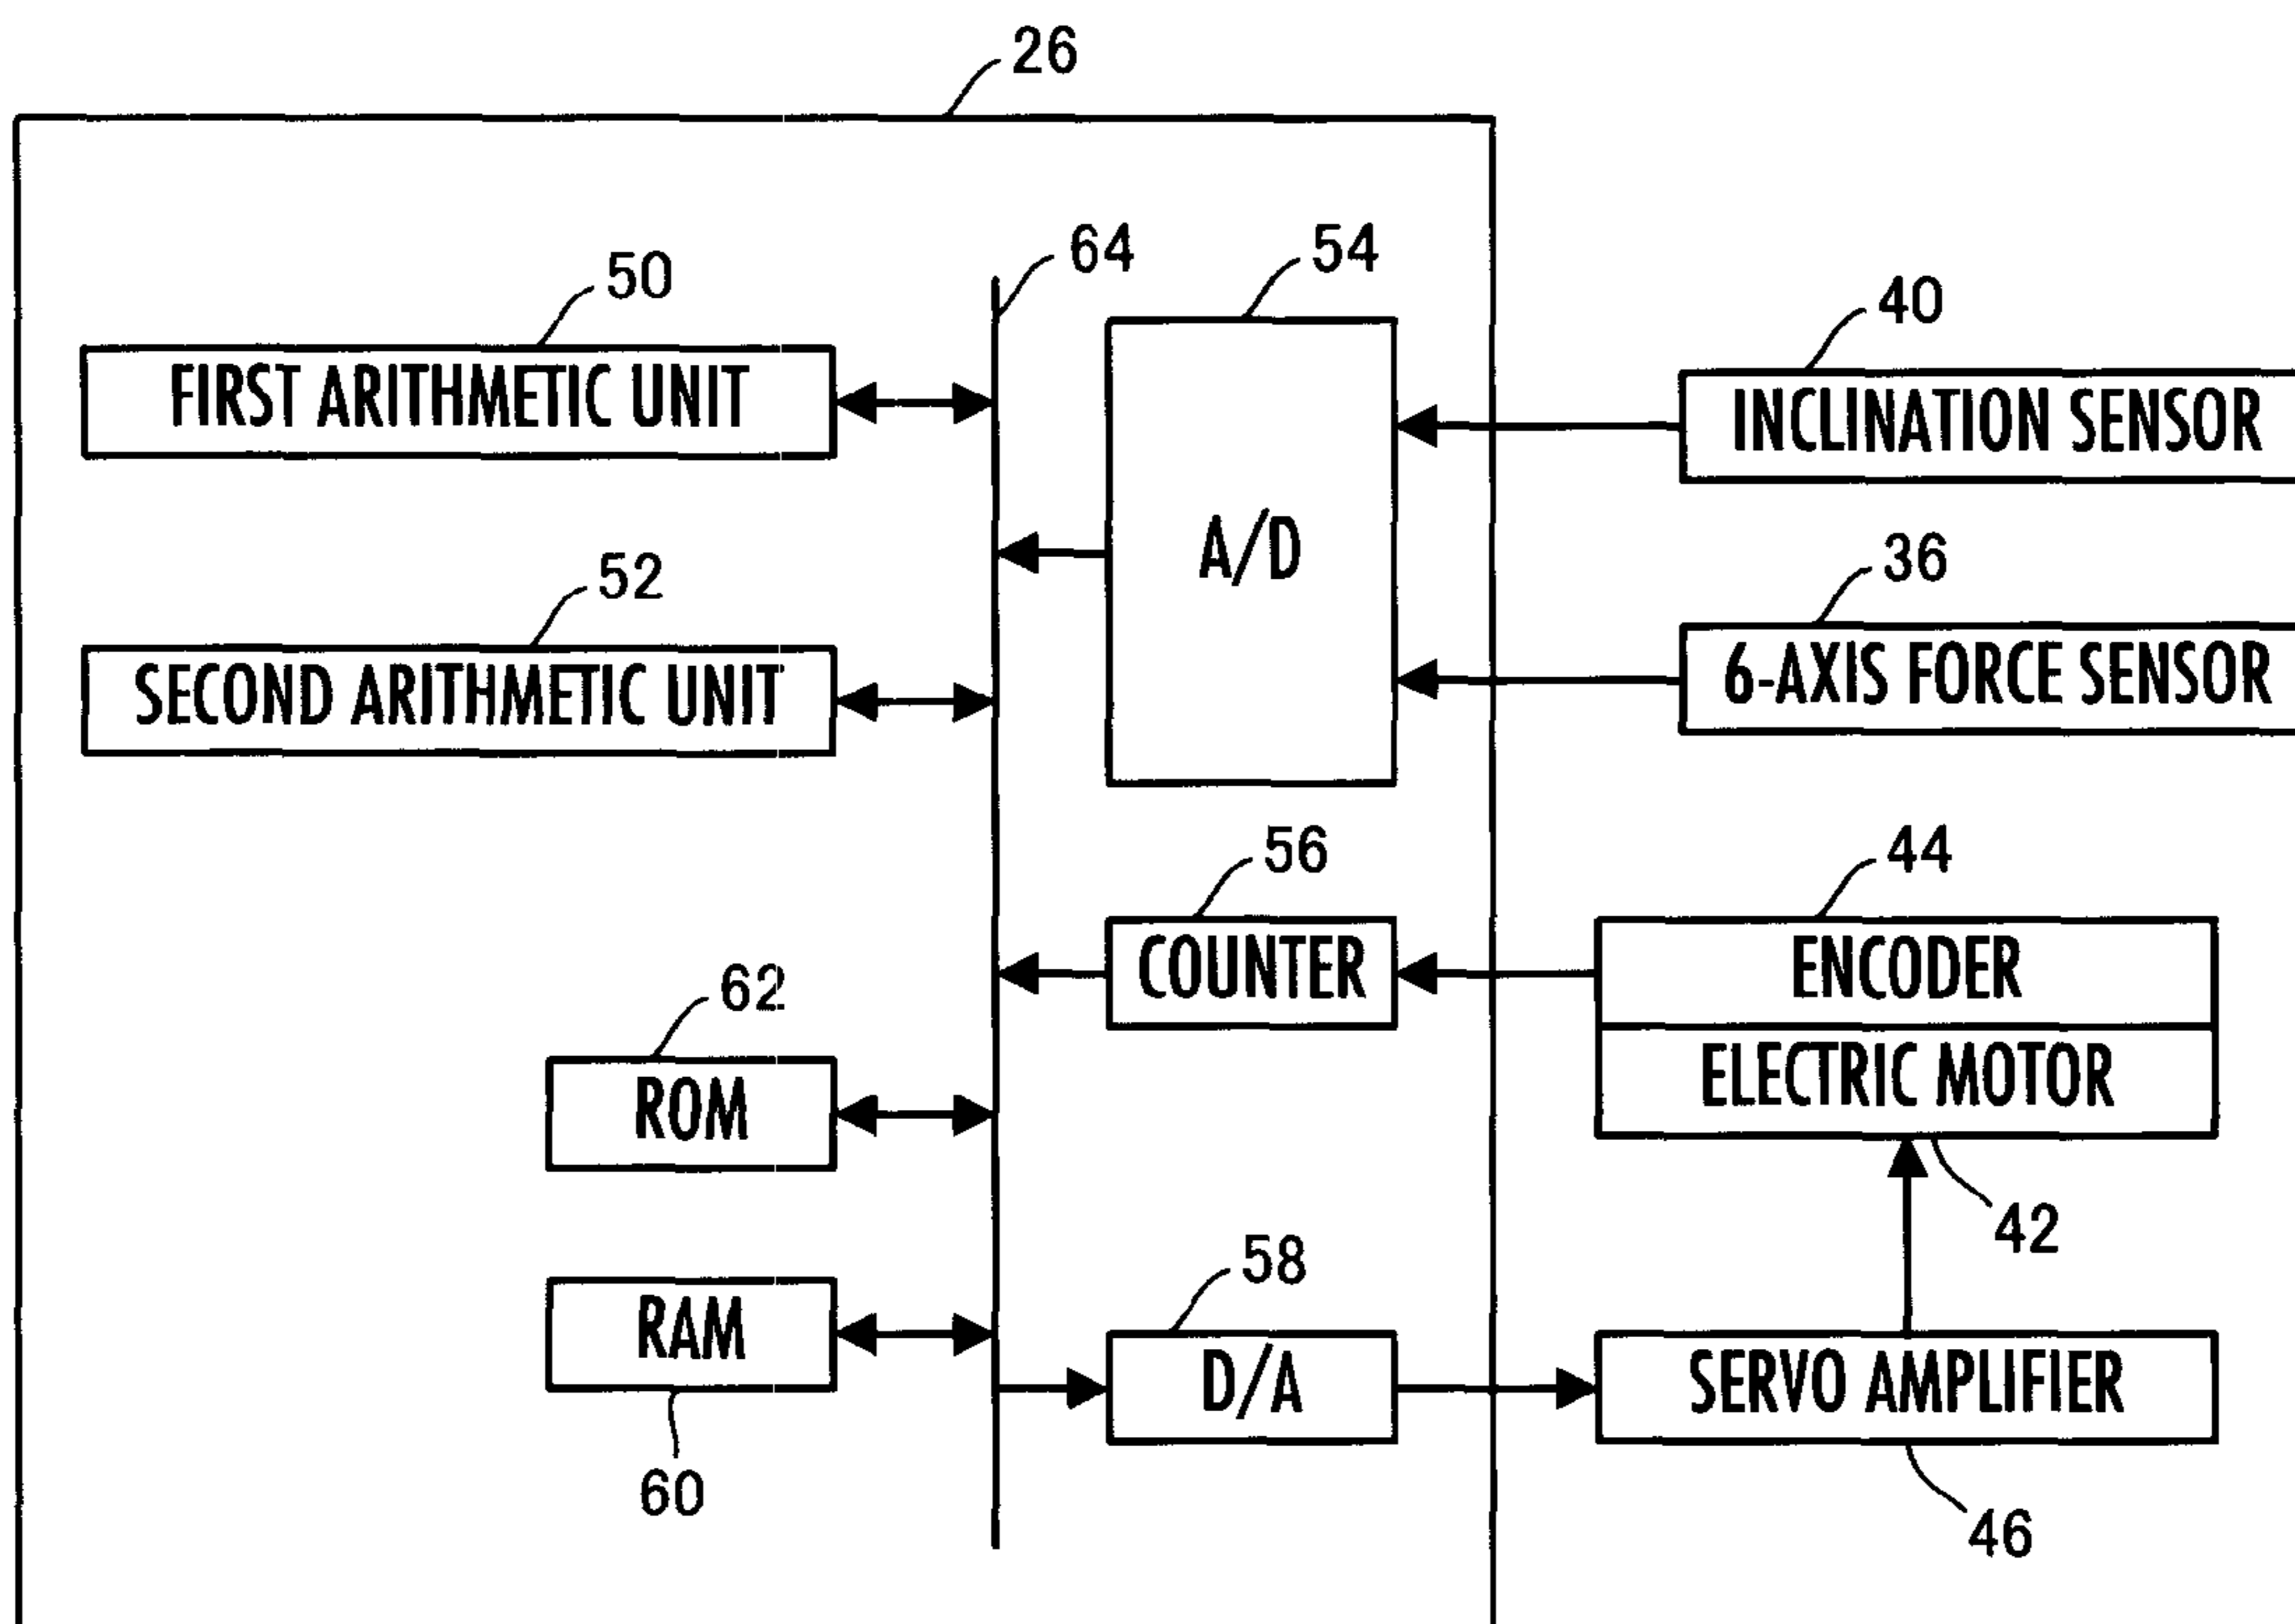 26
64
54
50
40
FIRST ARITHMETIC UNIT
INCLINATION SENSOR
A/D
52
36
SECOND ARITHMETIC UNIT
6-AXIS FORCE SENSOR
56
44
COUNTER
ENCODER
62
ROM
ELECTRIC MOTOR
42
58
RAM
D/A
SERVO AMPLIFIER
60
46